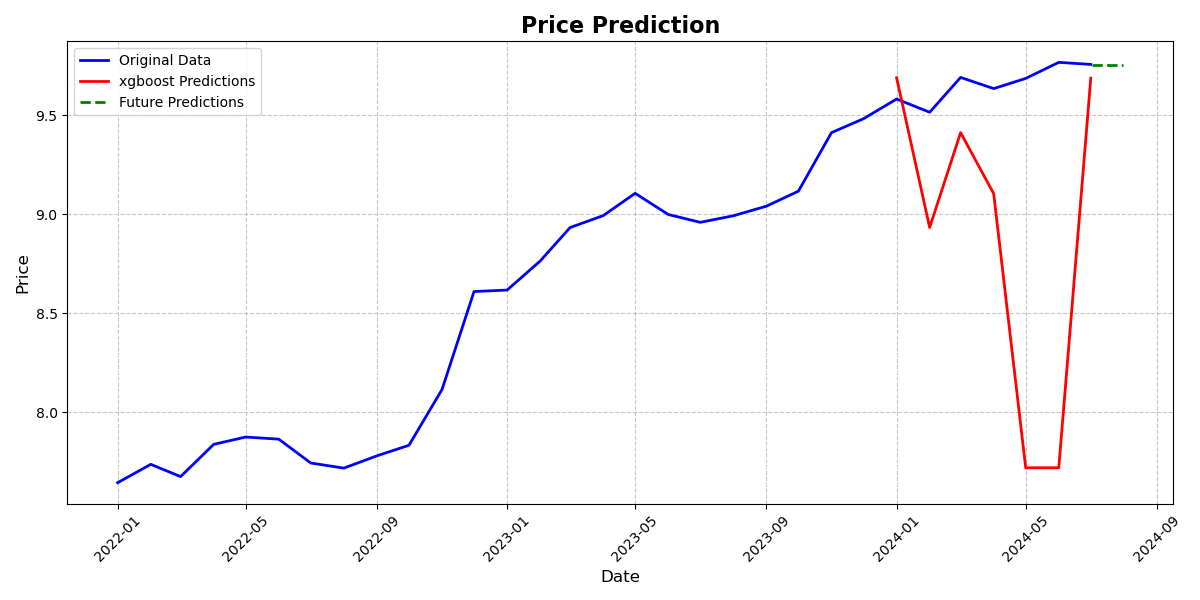 Price Prediction
Original Data
xgboost Predictions
Future Predictions
9.5
9.0
8.5
8.0
Price
2022-01
2022-05
2022-09
2023-01
2023-05
2023-09
2024-01
2024-05
2024-09
Date